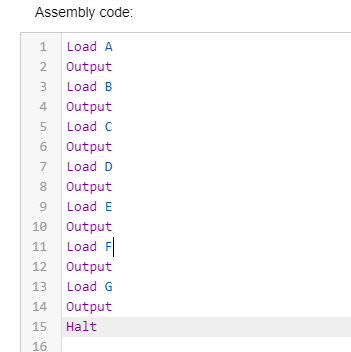 Assembly code:
1 Load A
2 Output
3 Load B
4 Output
5 Load C
6 Output
7 Load D
8 Output
9 Load E
10 Output
11 Load F
12 Output
13 Load G
14 Output
15 Halt
16